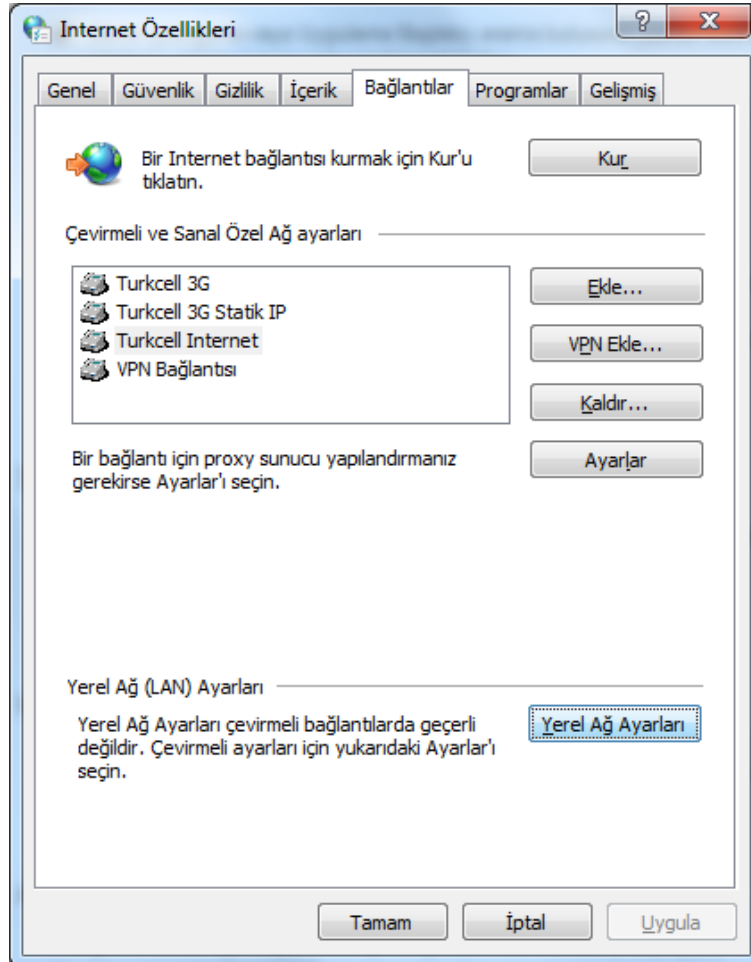 Internet Özellikleri
Genel Güvenlik Gizlilik İçerik Bağlantılar Programlar Gelişmiş
Bir Internet bağlantısı kurmak için Kur'u
tıklatın.
Kur
Çevirmeli ve Sanal Özel Ağ ayarları
Turkcell 3G
Turkcell 3G Statik IP
Turkcell Internet
VPN Bağlantısı
Ekle...
VPN Ekle...
Kaldır...
Bir bağlantı için proxy sunucu yapılandırmanız
gerekirse Ayarlar'ı seçin.
Ayarlar
Yerel Ağ (LAN) Ayarları
Yerel Ağ Ayarları çevirmeli bağlantılarda geçerli
değildir. Çevirmeli ayarları için yukarıdaki Ayarlar'ı
seçin.
Yerel Ağ Ayarları
Tamam İptal Uygula